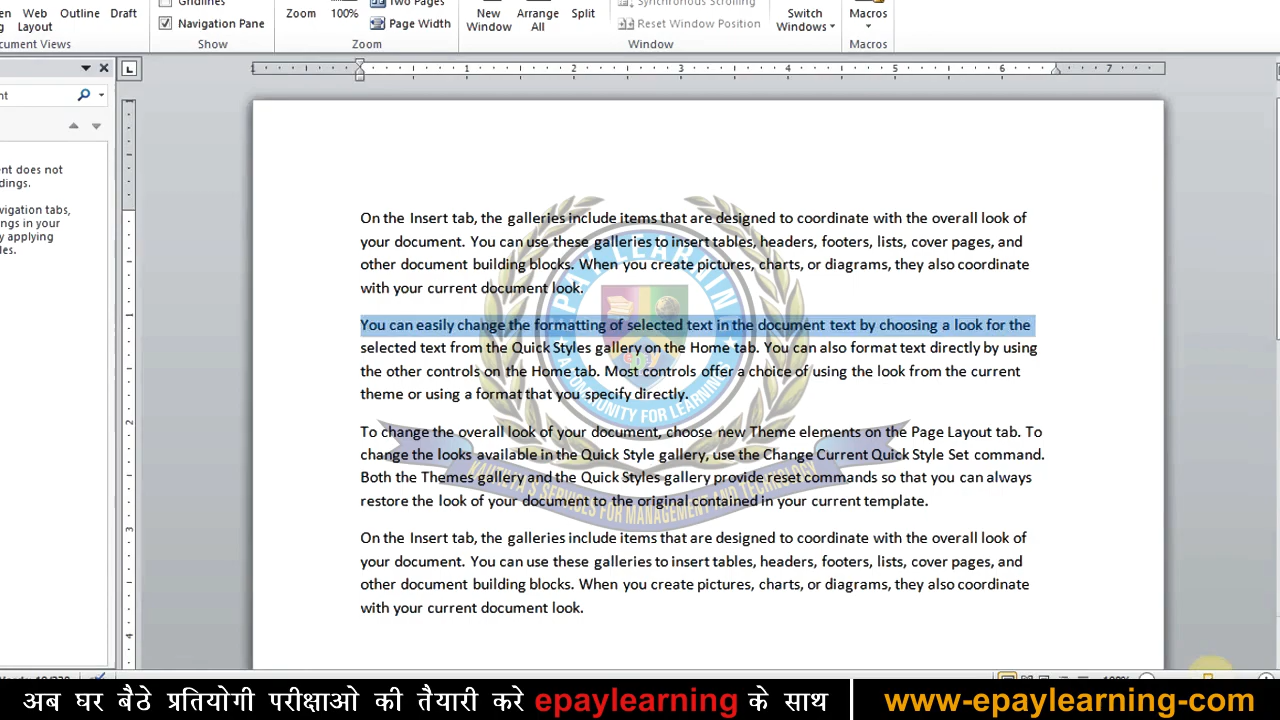 Web Layout
Outline
Draft
Gridlines
Navigation Pane
Show
Zoom
100%
Two Pages
Page Width
Zoom
New Window
Arrange All
Split
Synchronous Scrolling
Reset Window Position
Window
Switch Windows
Macros
Macros
On the Insert tab, the galleries include items that are designed to coordinate with the overall look of
your document. You can use these galleries to insert tables, headers, footers, lists, cover pages, and
other document building blocks. When you create pictures, charts, or diagrams, they also coordinate
with your current document look.
You can easily change the formatting of selected text in the document text by choosing a look for the
selected text from the Quick Styles gallery on the Home tab. You can also format text directly by using
the other controls on the Home tab. Most controls offer a choice of using the look from the current
theme or using a format that you specify directly.
To change the overall look of your document, choose new Theme elements on the Page Layout tab. To
change the looks available in the Quick Style gallery, use the Change Current Quick Style Set command.
Both the Themes gallery and the Quick Styles gallery provide reset commands so that you can always
restore the look of your document to the original contained in your current template.
On the Insert tab, the galleries include items that are designed to coordinate with the overall look of
your document. You can use these galleries to insert tables, headers, footers, lists, cover pages, and
other document building blocks. When you create pictures, charts, or diagrams, they also coordinate
with your current document look.
EPAY LEARNIN
A COMMUNITY FOR LEARNING
SERVICES FOR MANAGEMENT AND TECHNOLOGY
अब घर बैठे प्रतियोगी परीक्षाओ की तैयारी करे epaylearning के साथ
www-epaylearning-com